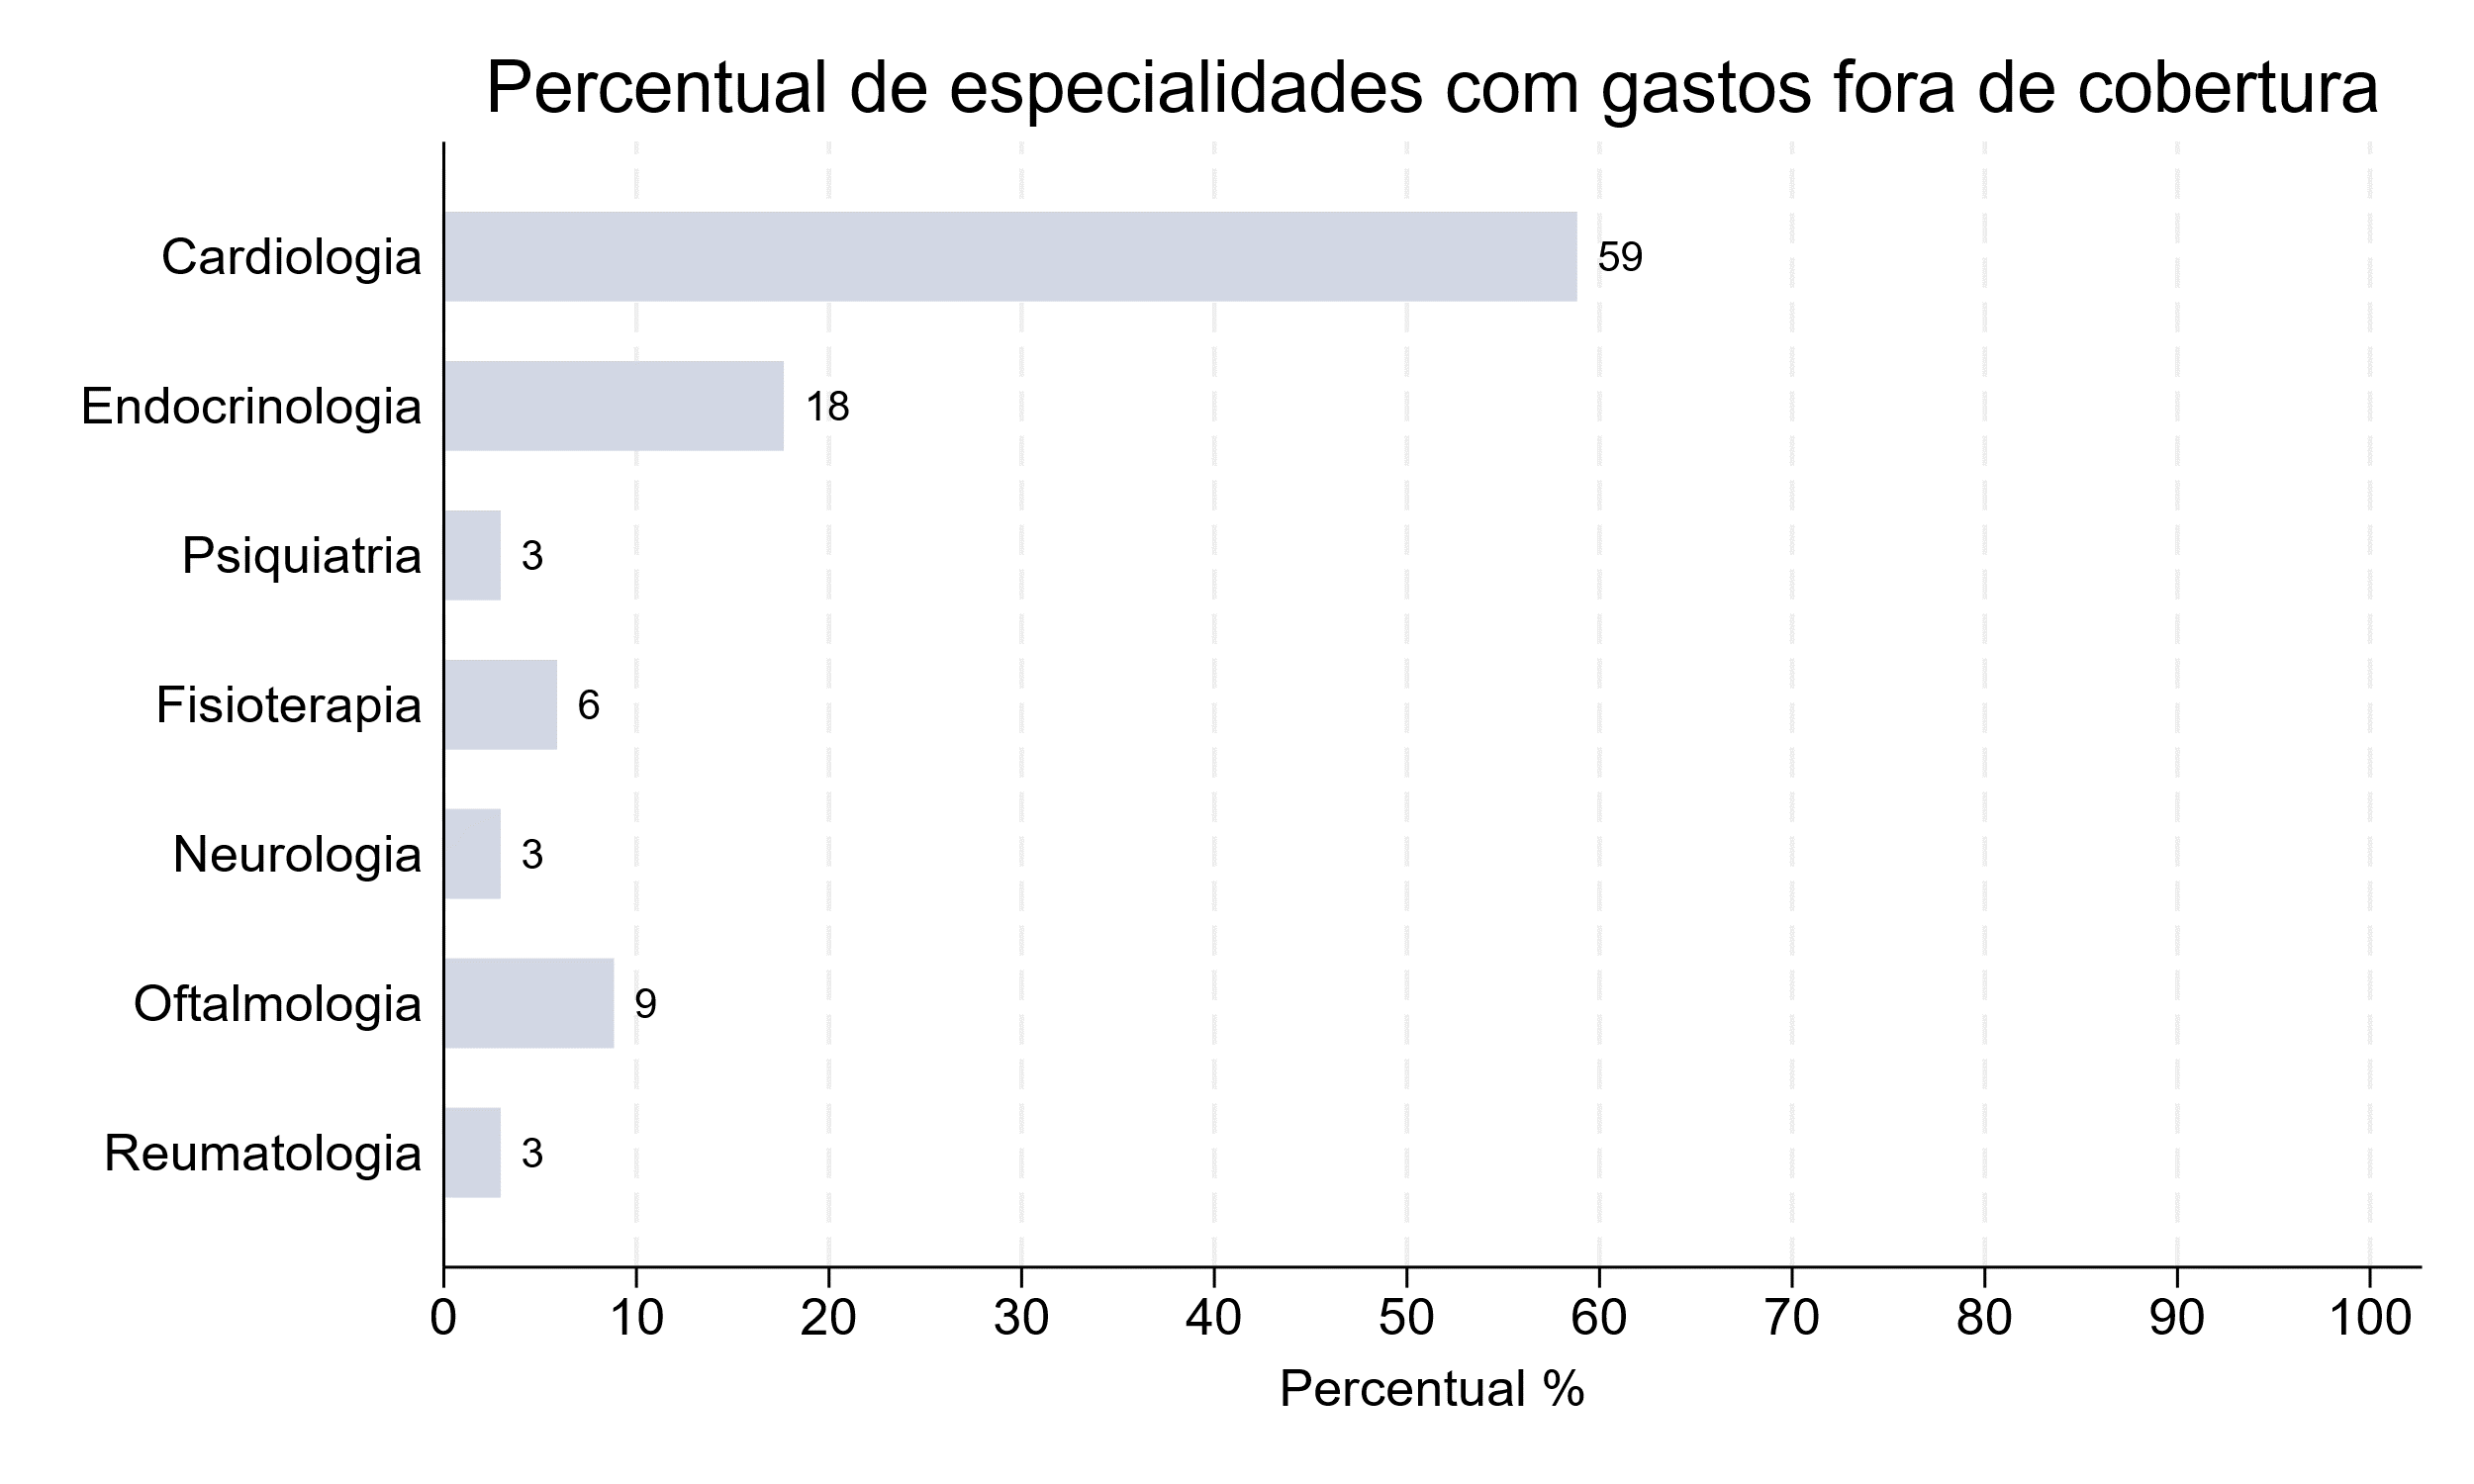 Percentual de especialidades com gastos fora de cobertura
Cardiologia 59
Endocrinologia 18
Psiquiatria 3
Fisioterapia 6
Neurologia 3
Oftalmologia 9
Reumatologia 3
0 10 20 30 40 50 60 70 80 90 100
Percentual %